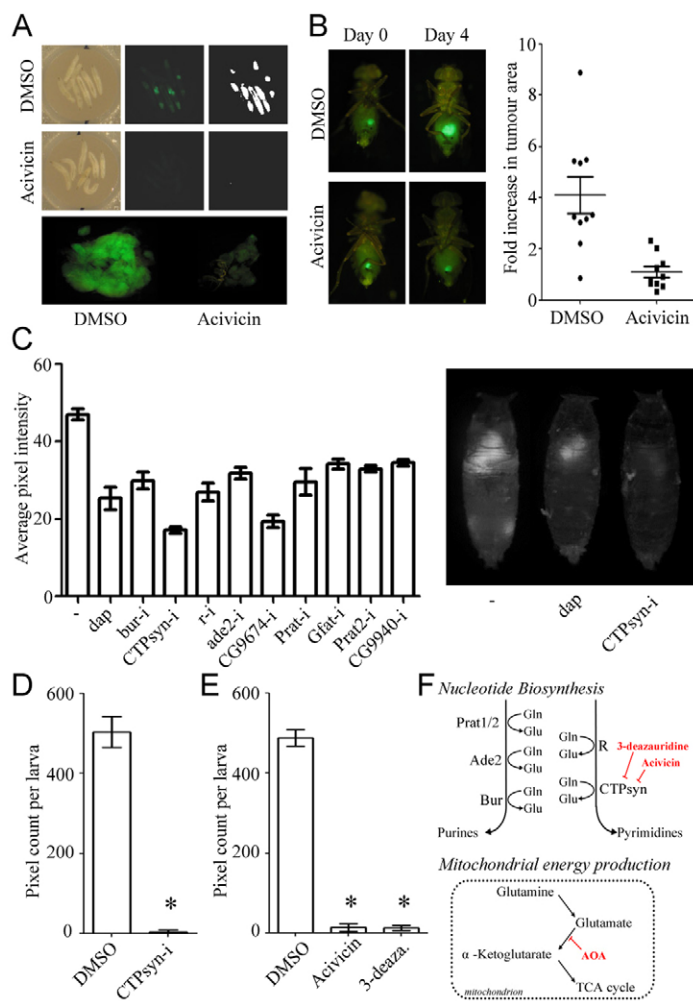 A
DMSO
Acivicin
DMSO
Acivicin
B
Day 0
Day 4
DMSO
Acivicin
Fold increase in tumour area
10
8
6
4
2
0
DMSO
Acivicin
C
Average pixel intensity
60
40
20
0
-
dap
bur-i
CTPsyn-i
r-i
ade2-i
CG9674-i
Prat-i
Gfat-i
Prat2-i
CG9940-i
-
dap
CTPsyn-i
D
Pixel count per larva
600
400
200
0
*
DMSO
CTPsyn-i
E
Pixel count per larva
600
400
200
0
*
*
DMSO
Acivicin
3-deaza.
F
Nucleotide Biosynthesis
Prat1/2
Gln
Glu
Ade2
Gln
Glu
Bur
Gln
Glu
Purines
Gln
Glu
R
3-deazauridine
Acivicin
Gln
Glu
CTPsyn
Pyrimidines
Mitochondrial energy production
Glutamine
Glutamate
α -Ketoglutarate
AOA
TCA cycle
mitochondrion